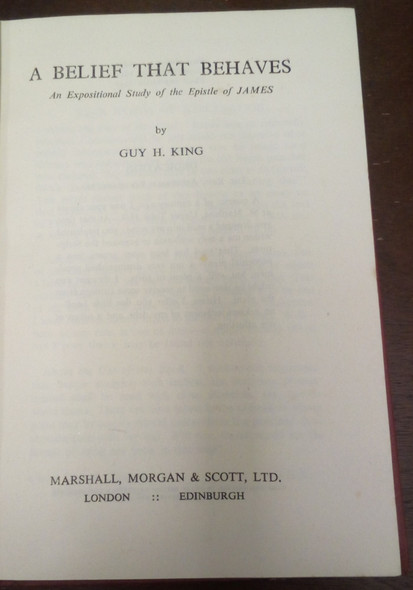 A BELIEF THAT BEHAVES
An Expositional Study of the Epistle of JAMES
by
GUY H. KING
MARSHALL, MORGAN & SCOTT, LTD.
LONDON :: EDINBURGH